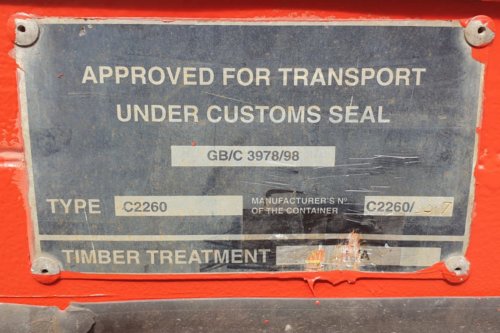 APPROVED FOR TRANSPORT
UNDER CUSTOMS SEAL
GB/C 3978/98
TYPE C2260 MANUFACTURER'S Nº OF THE CONTAINER C2260/
TIMBER TREATMENT